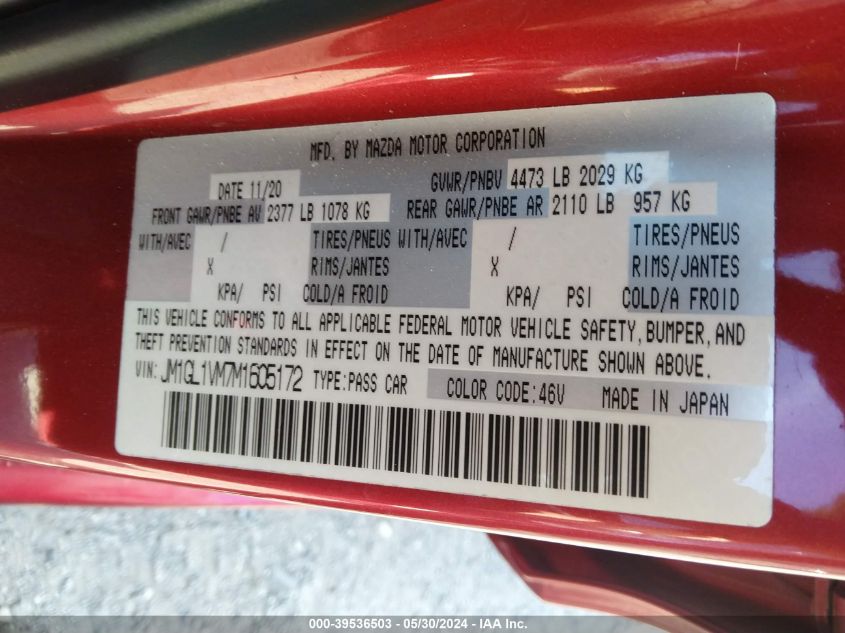 MFD. BY MAZDA MOTOR CORPORATION
DATE 11/20 GVWR/PNBV 4473 LB 2029 KG
FRONT GAWR/PNBE AV 2377 LB 1078 KG REAR GAWR/PNBE AR 2110 LB 957 KG
WITH/AVEC / TIRES/PNEUS WITH/AVEC / TIRES/PNEUS
X RIMS/JANTES X RIMS/JANTES
KPA/ PSI COLD/A FROID KPA/ PSI COLD/A FROID
THIS VEHICLE CONFORMS TO ALL APPLICABLE FEDERAL MOTOR VEHICLE SAFETY, BUMPER, AND
THEFT PREVENTION STANDARDS IN EFFECT ON THE DATE OF MANUFACTURE SHOWN ABOVE.
VIN: JM1GL1VM7M1605172 TYPE:PASS CAR COLOR CODE:46V MADE IN JAPAN
000-39536503 - 05/30/2024 - IAA Inc.